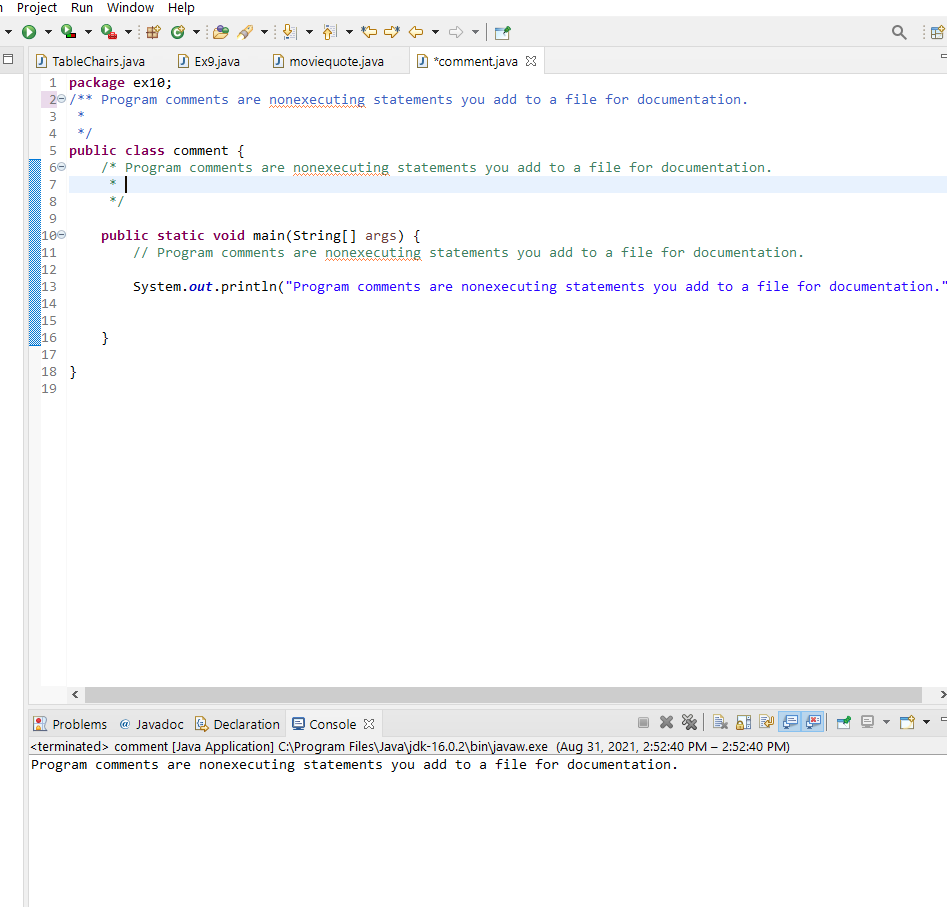 Project Run Window Help
TableChairs.java Ex9.java moviequote.java *comment.java
1 package ex10;
2 /** Program comments are nonexecuting statements you add to a file for documentation.
3  *
4  */
5 public class comment {
6     /* Program comments are nonexecuting statements you add to a file for documentation.
7      *
8      */
9
10     public static void main(String[] args) {
11         // Program comments are nonexecuting statements you add to a file for documentation.
12
13         System.out.println("Program comments are nonexecuting statements you add to a file for documentation."
14
15
16     }
17
18 }
19
Problems @ Javadoc Declaration Console
<terminated> comment [Java Application] C:\Program Files\Java\jdk-16.0.2\bin\javaw.exe (Aug 31, 2021, 2:52:40 PM – 2:52:40 PM)
Program comments are nonexecuting statements you add to a file for documentation.